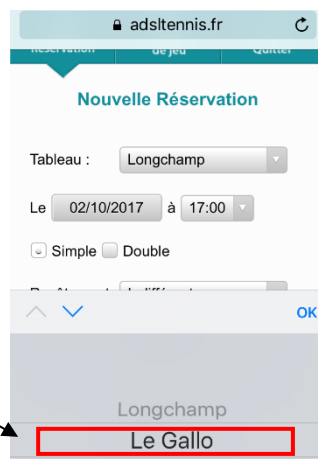 adsltennis.fr
Réservation de jeu Quitter
Nouvelle Réservation
Tableau : Longchamp
Le 02/10/2017 à 17:00
Simple Double
OK
Longchamp
Le Gallo